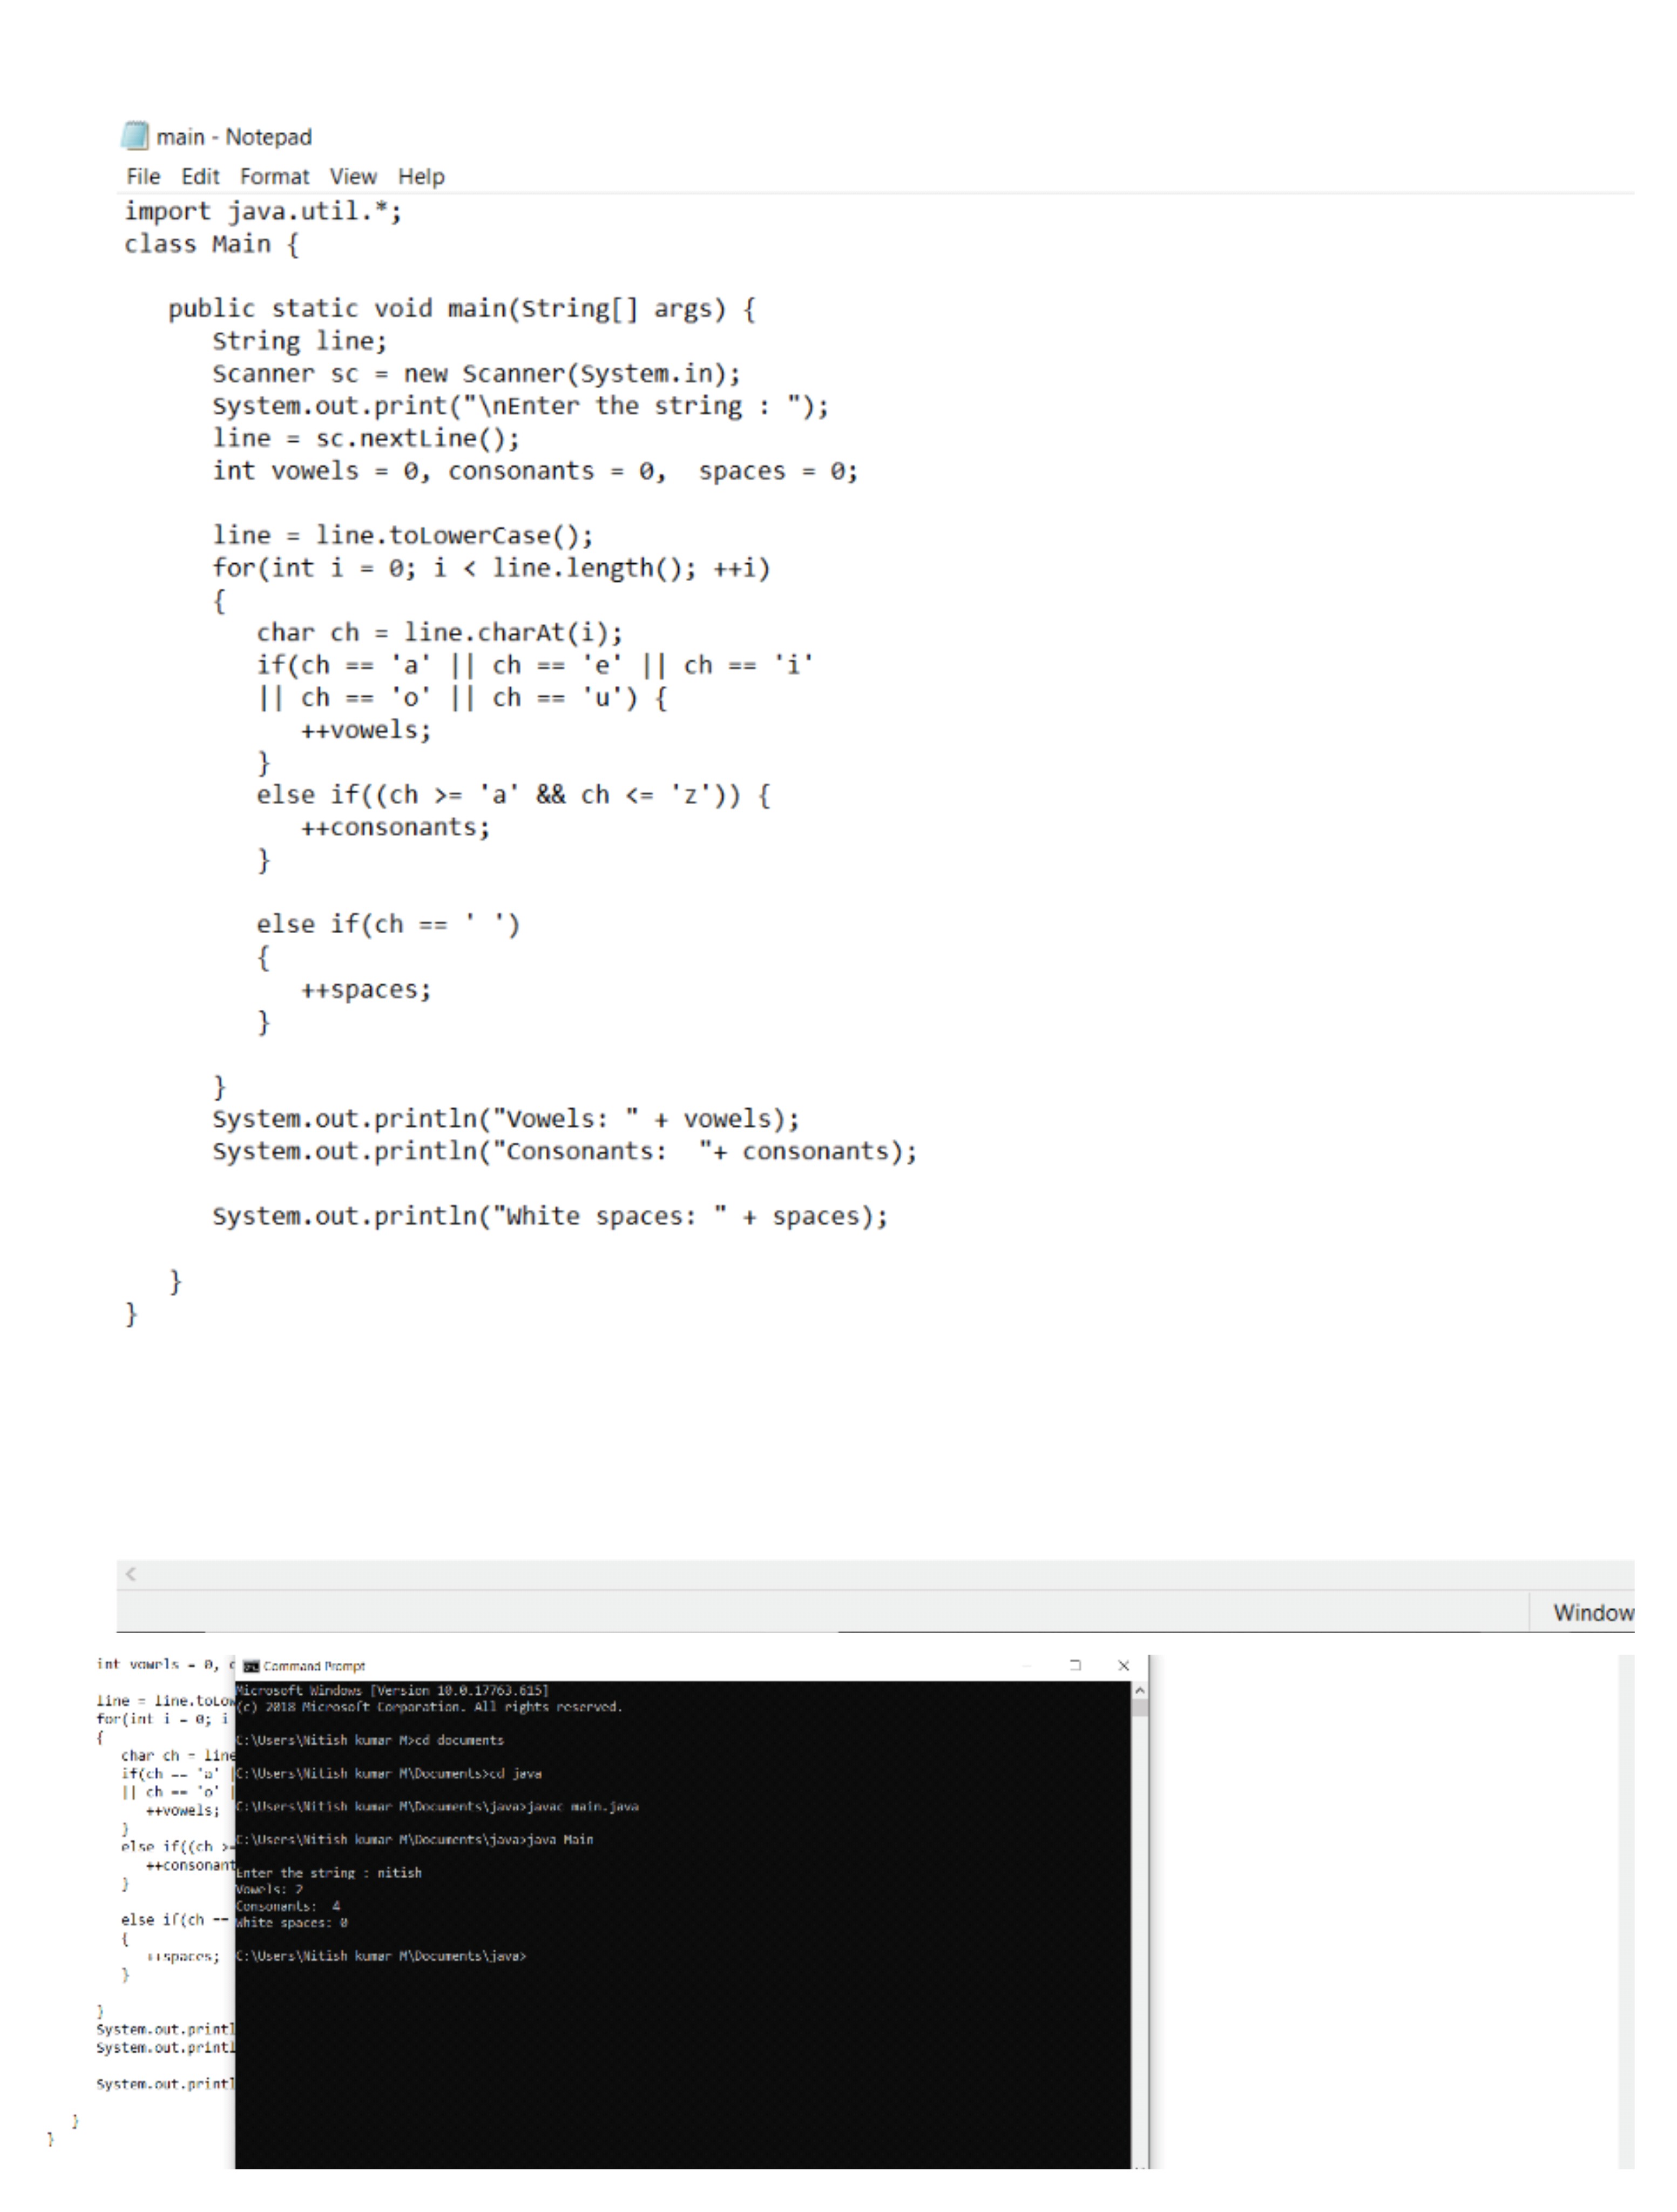 main - Notepad
File Edit Format View Help
import java.util.*;
class Main {
public static void main(String[] args) {
String line;
Scanner sc = new Scanner(System.in);
System.out.print("\nEnter the string : ");
line = sc.nextLine();
int vowels = 0, consonants = 0,  spaces = 0;
line = line.toLowerCase();
for(int i = 0; i < line.length(); ++i)
{
char ch = line.charAt(i);
if(ch == 'a' || ch == 'e' || ch == 'i'
|| ch == 'o' || ch == 'u') {
++vowels;
}
else if((ch >= 'a' && ch <= 'z')) {
++consonants;
}
else if(ch == ' ')
{
++spaces;
}
}
System.out.println("Vowels: " + vowels);
System.out.println("Consonants:  "+ consonants);
System.out.println("White spaces: " + spaces);
}
}
Window
int vowels = 0, c
line = line.toLow
for(int i = 0; i
{
char ch = line
if(ch == 'a' |
|| ch == 'o' |
++vowels;
}
else if((ch >=
++consonant
}
else if(ch ==
{
++spaces;
}
}
System.out.printl
System.out.printl
System.out.printl
}
}
Command Prompt
Microsoft Windows [Version 10.0.17763.615]
(c) 2018 Microsoft Corporation. All rights reserved.
C:\Users\Nitish kumar M>cd documents
C:\Users\Nitish kumar M\Documents>cd java
C:\Users\Nitish kumar M\Documents\java>javac main.java
C:\Users\Nitish kumar M\Documents\java>java Main
Enter the string : nitish
Vowels: 2
Consonants:  4
White spaces: 0
C:\Users\Nitish kumar M\Documents\java>